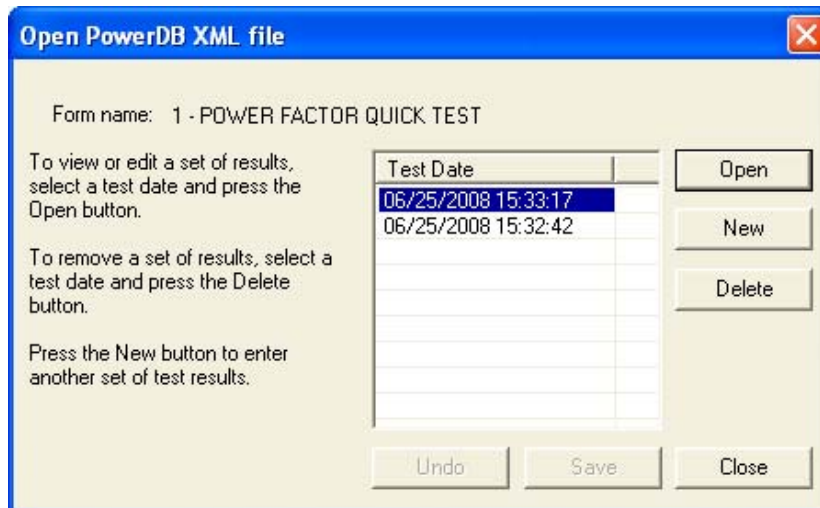 Open PowerDB XML file
Form name: 1 - POWER FACTOR QUICK TEST
To view or edit a set of results,
select a test date and press the
Open button.
To remove a set of results, select a
test date and press the Delete
button.
Press the New button to enter
another set of test results.
Test Date
06/25/2008 15:33:17
06/25/2008 15:32:42
Open
New
Delete
Undo
Save
Close